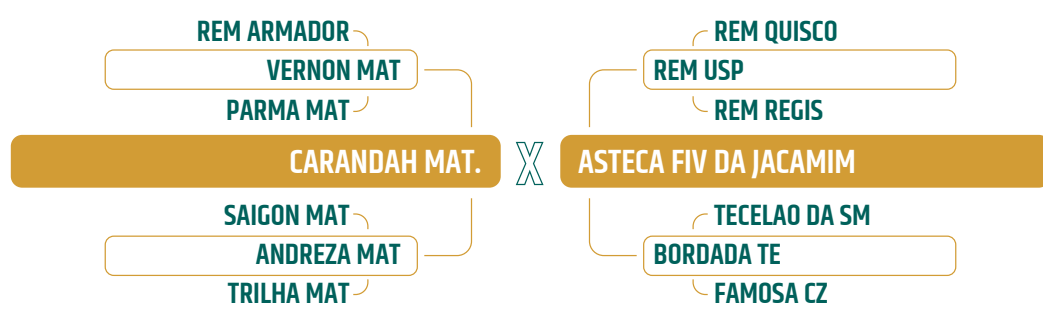 REM ARMADOR
VERNON MAT
PARMA MAT
CARANDAH MAT.
SAIGON MAT
ANDREZA MAT
TRILHA MAT
X
REM QUISCO
REM USP
REM REGIS
ASTECA FIV DA JACAMIM
TECELAO DA SM
BORDADA TE
FAMOSA CZ